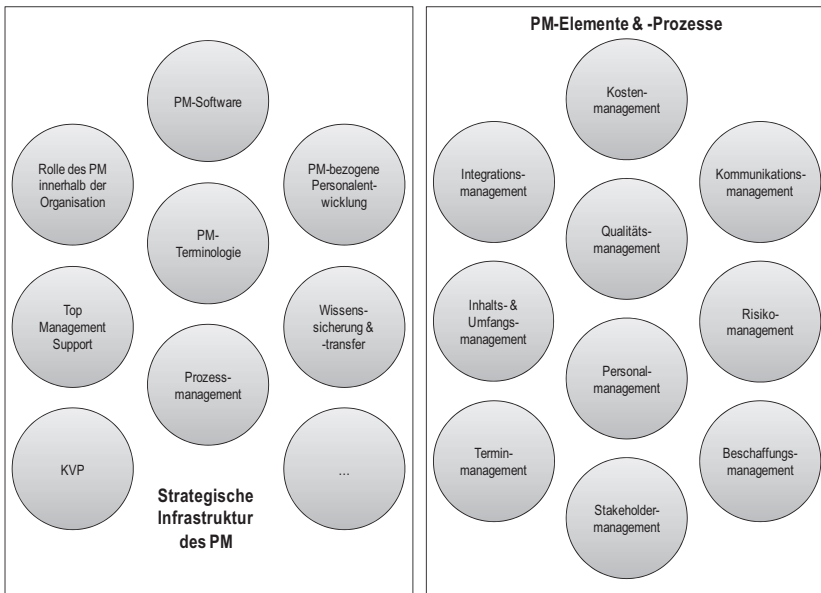 PM-Software
Rolle des PM
innerhalb der
Organisation
PM-bezogene
Personalent-
wicklung
PM-
Terminologie
Top
Management
Support
Wissens-
sicherung &
-transfer
Prozess-
management
KVP
...
Strategische
Infrastruktur
des PM
PM-Elemente & -Prozesse
Kosten-
management
Integrations-
management
Kommunikations-
management
Qualitäts-
management
Inhalts- &
Umfangs-
management
Risiko-
management
Personal-
management
Termin-
management
Beschaffungs-
management
Stakeholder-
management